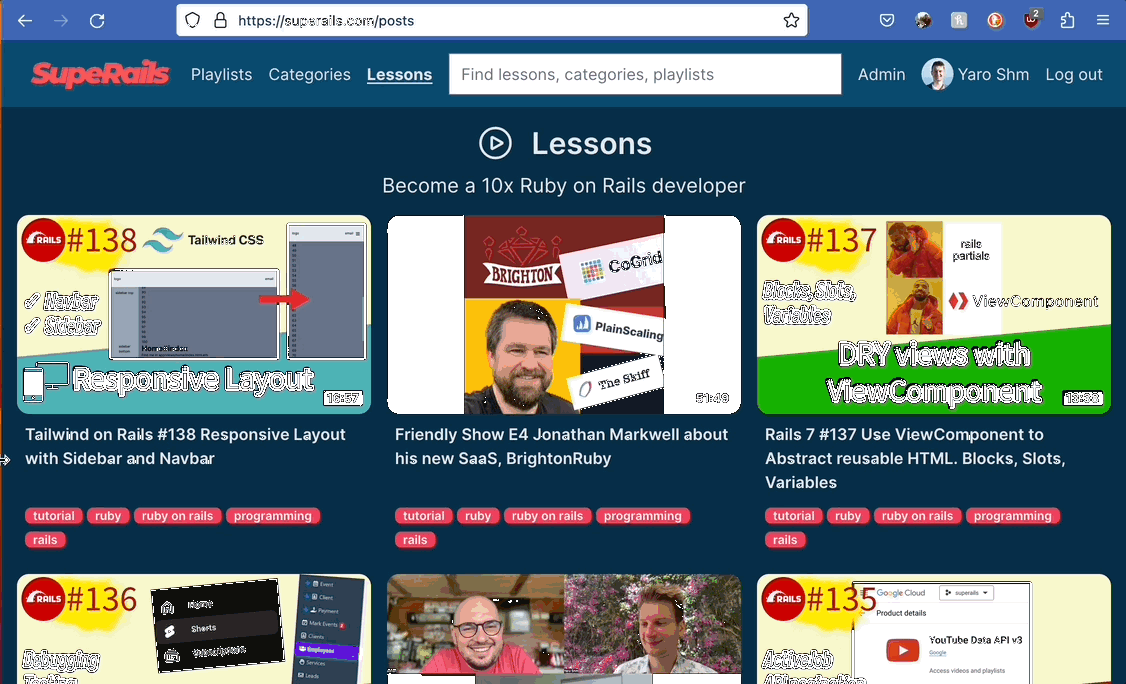 https://superails.com/posts
2
SupeRails
Playlists
Categories
Lessons
Find lessons, categories, playlists
Admin
Yaro Shm
Log out
Lessons
Become a 10x Ruby on Rails developer
RAILS
#138
Tailwind CSS
✓ Navbar
✓ Sidebar
Responsive Layout
16:57
Tailwind on Rails #138 Responsive Layout
with Sidebar and Navbar
tutorial
ruby
ruby on rails
programming
rails
BRIGHTON
CoGrid
PlainScaling
The Skiff
51:49
Friendly Show E4 Jonathan Markwell about
his new SaaS, BrightonRuby
tutorial
ruby
ruby on rails
programming
rails
RAILS
#137
rails
partials
Blocks, Slots,
Variables
ViewComponent
DRY views with
ViewComponent
Rails 7 #137 Use ViewComponent to
Abstract reusable HTML. Blocks, Slots,
Variables
tutorial
ruby
ruby on rails
programming
rails
RAILS
#136
Home
Shorts
Event
Client
Payment
Mark Events
Clients
Employees
Services
Leads
Debugging
RAILS
#135
Google Cloud
superails
Product details
YouTube Data API v3
Google
Access videos and playlists
ActiveJob